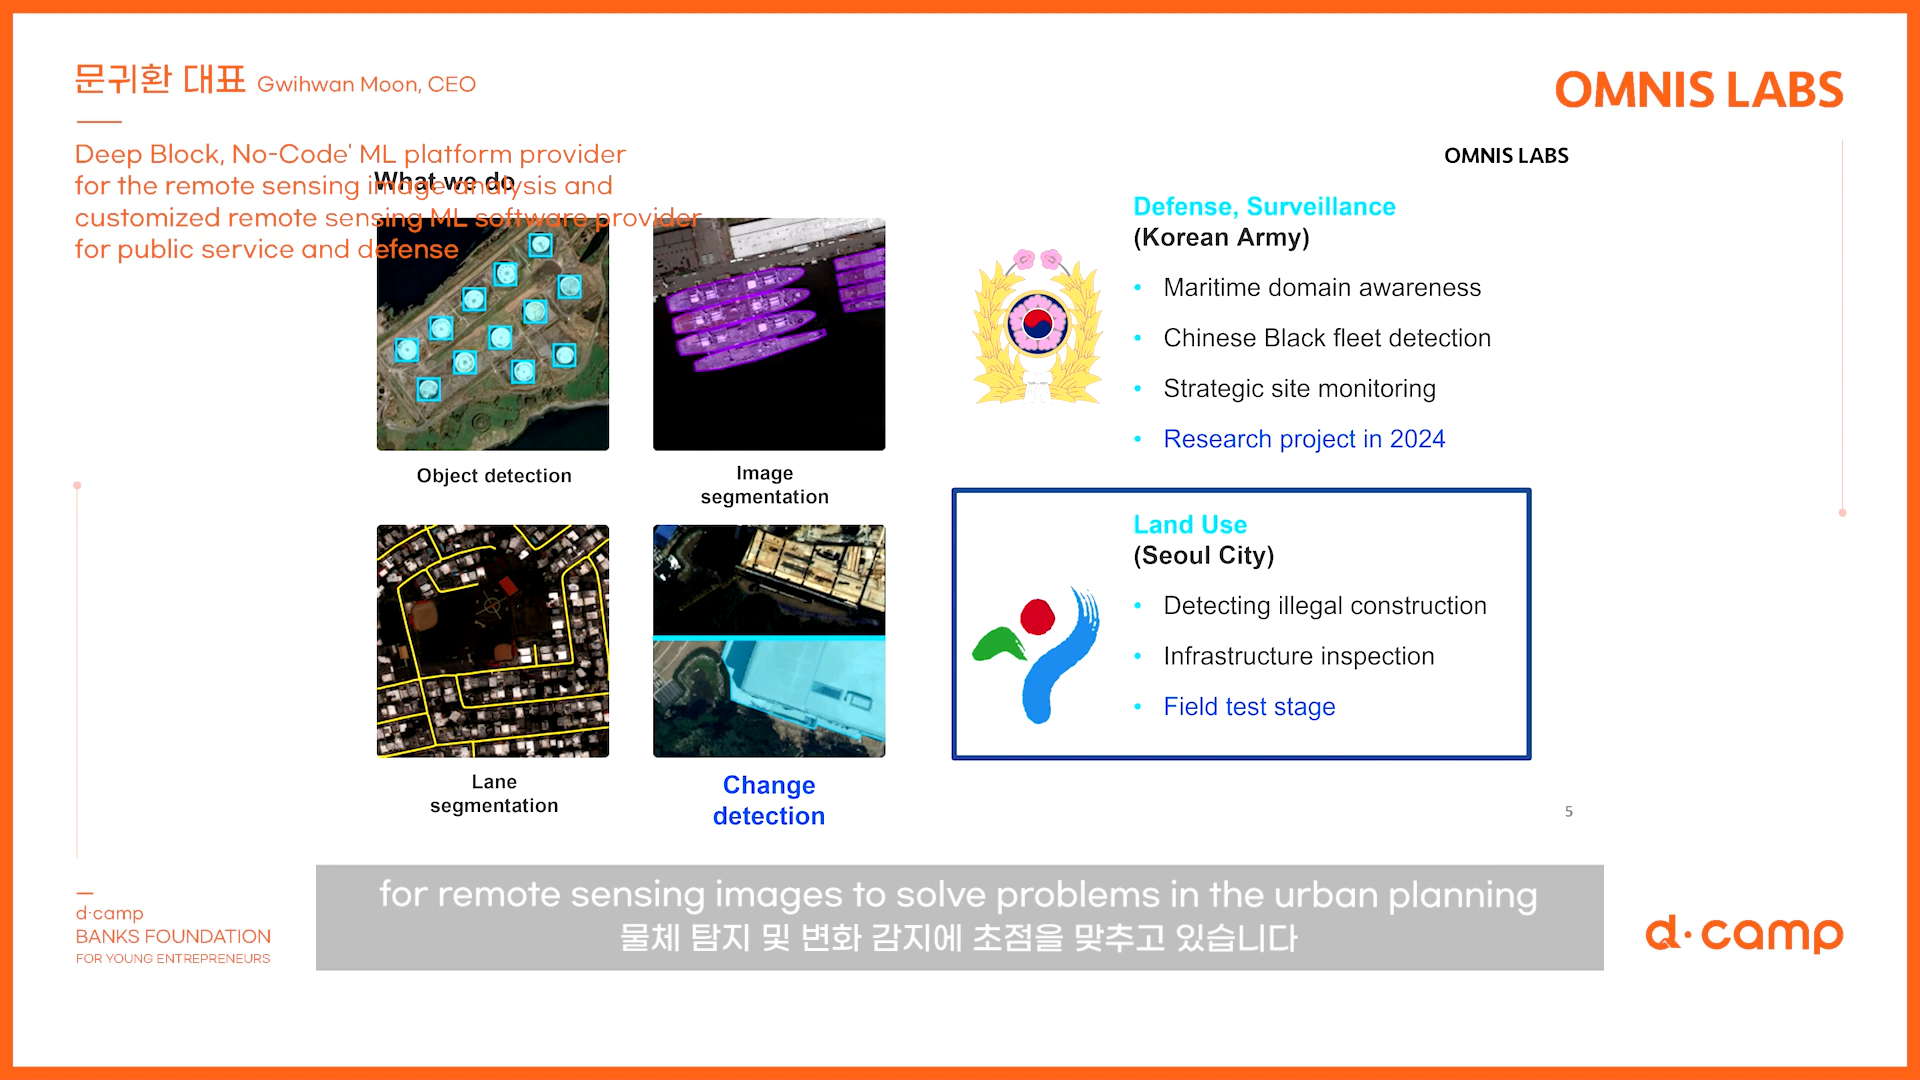 문귀환 대표 Gwihwan Moon, CEO
OMNIS LABS
Deep Block, No-Code' ML platform provider
for the remote sensing image analysis and
customized remote sensing ML software provider
for public service and defense
OMNIS LABS
What we do
Object detection
Image
segmentation
Lane
segmentation
Change
detection
Defense, Surveillance
(Korean Army)
• Maritime domain awareness
• Chinese Black fleet detection
• Strategic site monitoring
• Research project in 2024
Land Use
(Seoul City)
• Detecting illegal construction
• Infrastructure inspection
• Field test stage
5
for remote sensing images to solve problems in the urban planning
물체 탐지 및 변화 감지에 초점을 맞추고 있습니다
d·camp
BANKS FOUNDATION
FOR YOUNG ENTREPRENEURS
d·camp